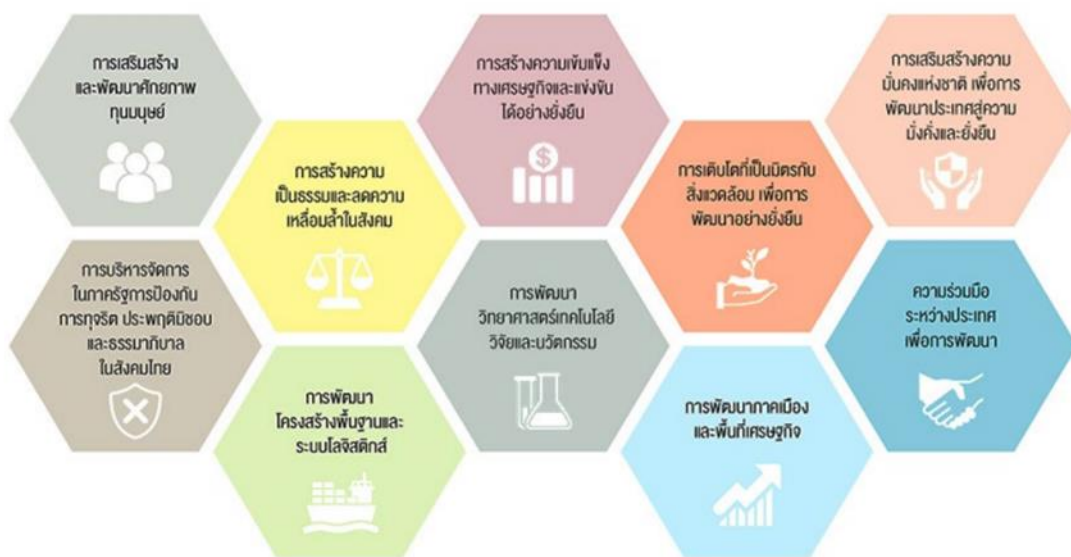 การเสริมสร้าง
และพัฒนาศักยภาพ
ทุนมนุษย์
การสร้างความ
เป็นธรรมและลดความ
เหลื่อมล้ำในสังคม
การสร้างความเข้มแข็ง
ทางเศรษฐกิจและแข่งขัน
ได้อย่างยั่งยืน
$
การเติบโตที่เป็นมิตรกับ
สิ่งแวดล้อม เพื่อการ
พัฒนาอย่างยั่งยืน
การเสริมสร้างความ
มั่นคงแห่งชาติ เพื่อการ
พัฒนาประเทศสู่ความ
มั่งคั่งและยั่งยืน
การบริหารจัดการ
ในภาครัฐการป้องกัน
การทุจริต ประพฤติมิชอบ
และธรรมาภิบาล
ในสังคมไทย
การพัฒนา
โครงสร้างพื้นฐานและ
ระบบโลจิสติกส์
การพัฒนา
วิทยาศาสตร์เทคโนโลยี
วิจัยและนวัตกรรม
การพัฒนาภาคเมือง
และพื้นที่เศรษฐกิจ
ความร่วมมือ
ระหว่างประเทศ
เพื่อการพัฒนา